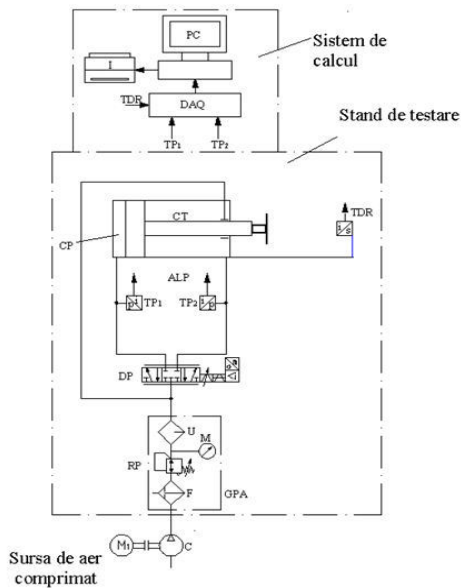 PC
Sistem de
calcul
I
TDR
DAQ
TP1
TP2
Stand de testare
CT
TDR
CP
ALP
TP1
TP2
DP
U
M
RP
F
GPA
M1
C
Sursa de aer
comprimat